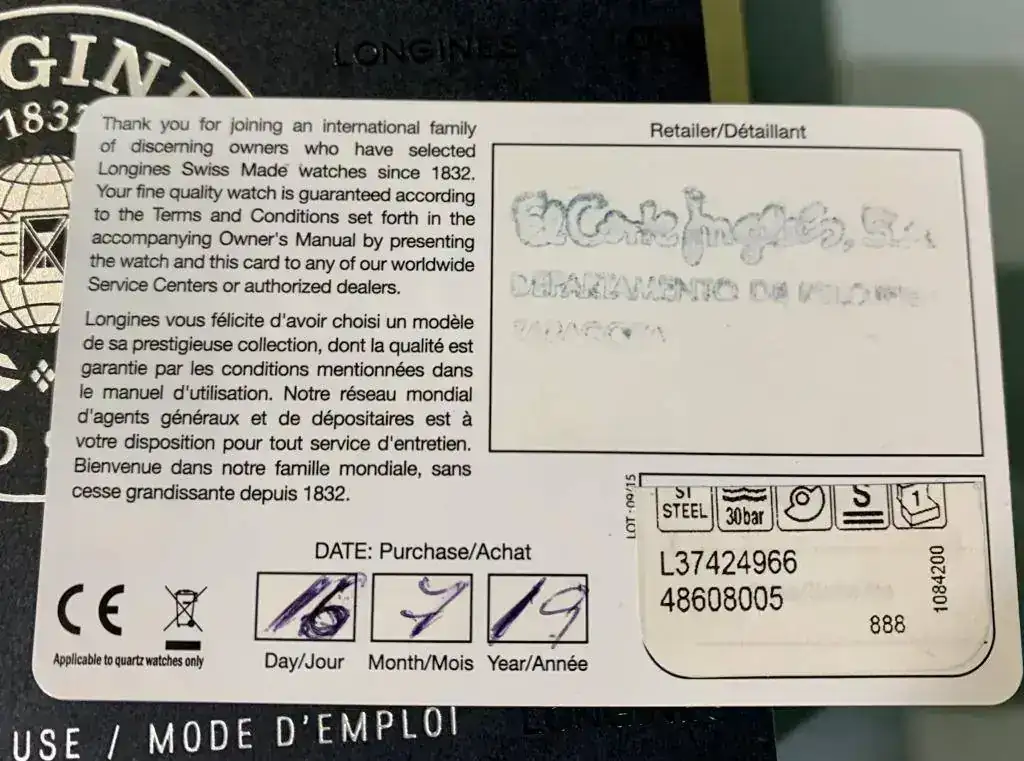 LONGINES
1832
Thank you for joining an international family
of discerning owners who have selected
Longines Swiss Made watches since 1832.
Your fine quality watch is guaranteed according
to the Terms and Conditions set forth in the
accompanying Owner's Manual by presenting
the watch and this card to any of our worldwide
Service Centers or authorized dealers.
Longines vous félicite d'avoir choisi un modèle
de sa prestigieuse collection, dont la qualité est
garantie par les conditions mentionnées dans
le manuel d'utilisation. Notre réseau mondial
d'agents généraux et de dépositaires est à
votre disposition pour tout service d'entretien.
Bienvenue dans notre famille mondiale, sans
cesse grandissante depuis 1832.
Retailer/Détaillant
El Corte Inglés, S.A.
DEPARTAMENTO DE
ZARAGOZA
DATE: Purchase/Achat
16 7 19
Day/Jour Month/Mois Year/Année
CE
Applicable to quartz watches only
LOT - 09/15
ST
STEEL
30bar
S
1
L37424966
48608005
888
1084200
USE / MODE D'EMPLOI